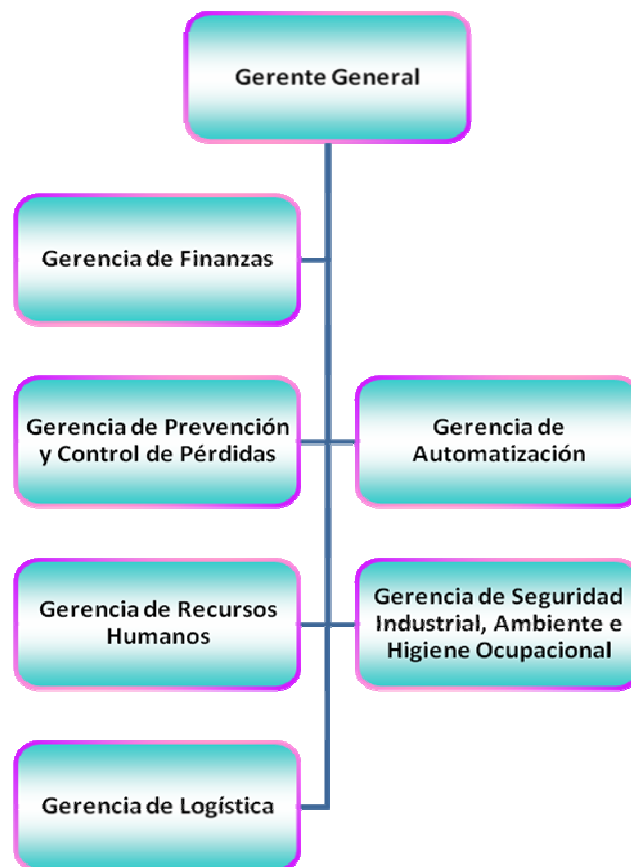 Gerente General
Gerencia de Finanzas
Gerencia de Prevención
y Control de Pérdidas
Gerencia de
Automatización
Gerencia de Recursos
Humanos
Gerencia de Seguridad
Industrial, Ambiente e
Higiene Ocupacional
Gerencia de Logística